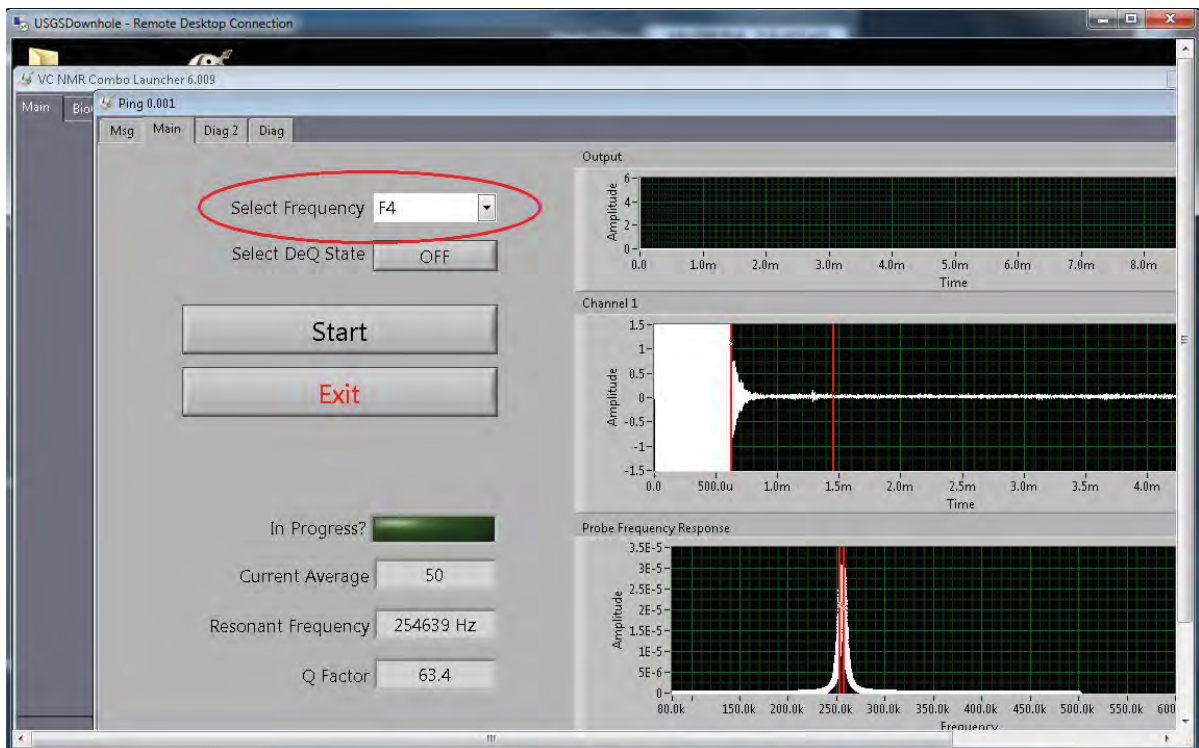 USGSDownhole - Remote Desktop Connection
VC NMR Combo Launcher 6.009
Main
Ping 0.001
Msg Main Diag 2 Diag
Select Frequency F4
Select DeQ State OFF
Start
Exit
In Progress?
Current Average 50
Resonant Frequency 254639 Hz
Q Factor 63.4
Output
Amplitude
6
4
2
0
0.0 1.0m 2.0m 3.0m 4.0m 5.0m 6.0m 7.0m 8.0m
Time
Channel 1
Amplitude
1.5
1
0.5
0
-0.5
-1
-1.5
0.0 500.0u 1.0m 1.5m 2.0m 2.5m 3.0m 3.5m 4.0m
Time
Probe Frequency Response
Amplitude
3.5E-5
3E-5
2.5E-5
2E-5
1.5E-5
1E-5
5E-6
0
80.0k 150.0k 200.0k 250.0k 300.0k 350.0k 400.0k 450.0k 500.0k 550.0k 600
Frequency